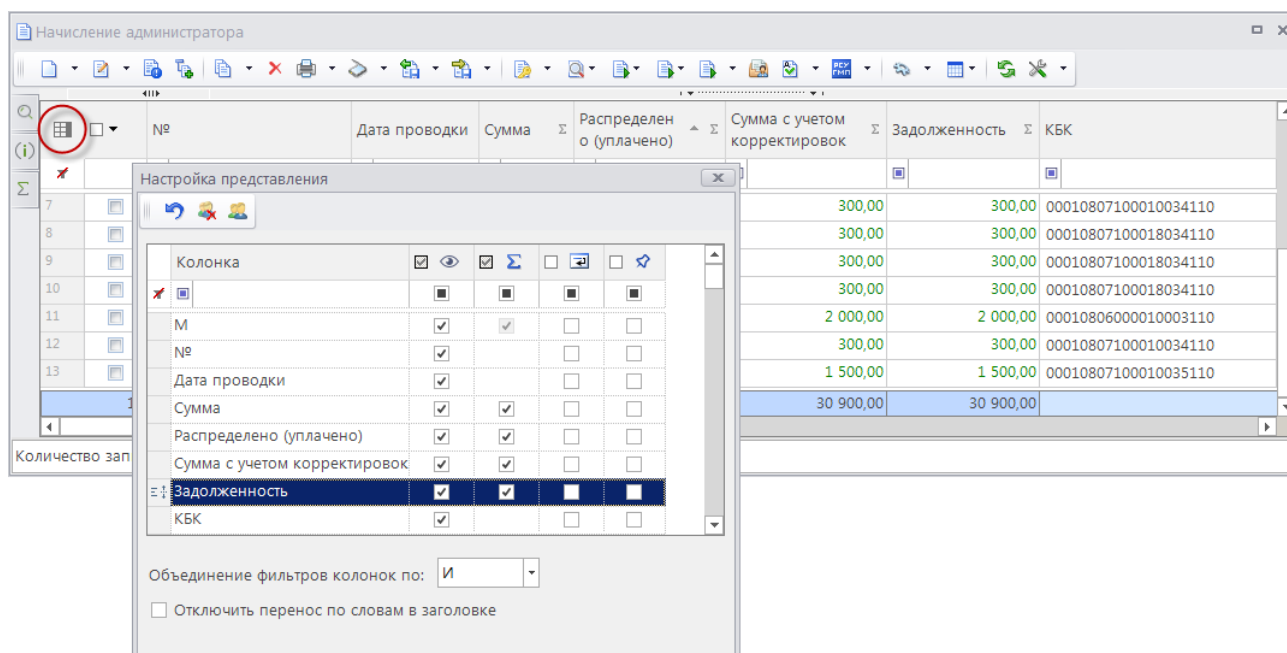 Начисление администратора
РСУ
ГМП
№
Дата проводки
Сумма
Распределен
о (уплачено)
Сумма с учетом
корректировок
Задолженность
КБК
Настройка представления
Колонка
М
№
Дата проводки
Сумма
Распределено (уплачено)
Сумма с учетом корректировок
Задолженность
КБК
Объединение фильтров колонок по: И
Отключить перенос по словам в заголовке
7 300,00 300,00 00010807100010034110
8 300,00 300,00 00010807100018034110
9 300,00 300,00 00010807100018034110
10 300,00 300,00 00010807100018034110
11 2 000,00 2 000,00 00010806000010003110
12 300,00 300,00 00010807100010034110
13 1 500,00 1 500,00 00010807100010035110
1 30 900,00 30 900,00
Количество зап